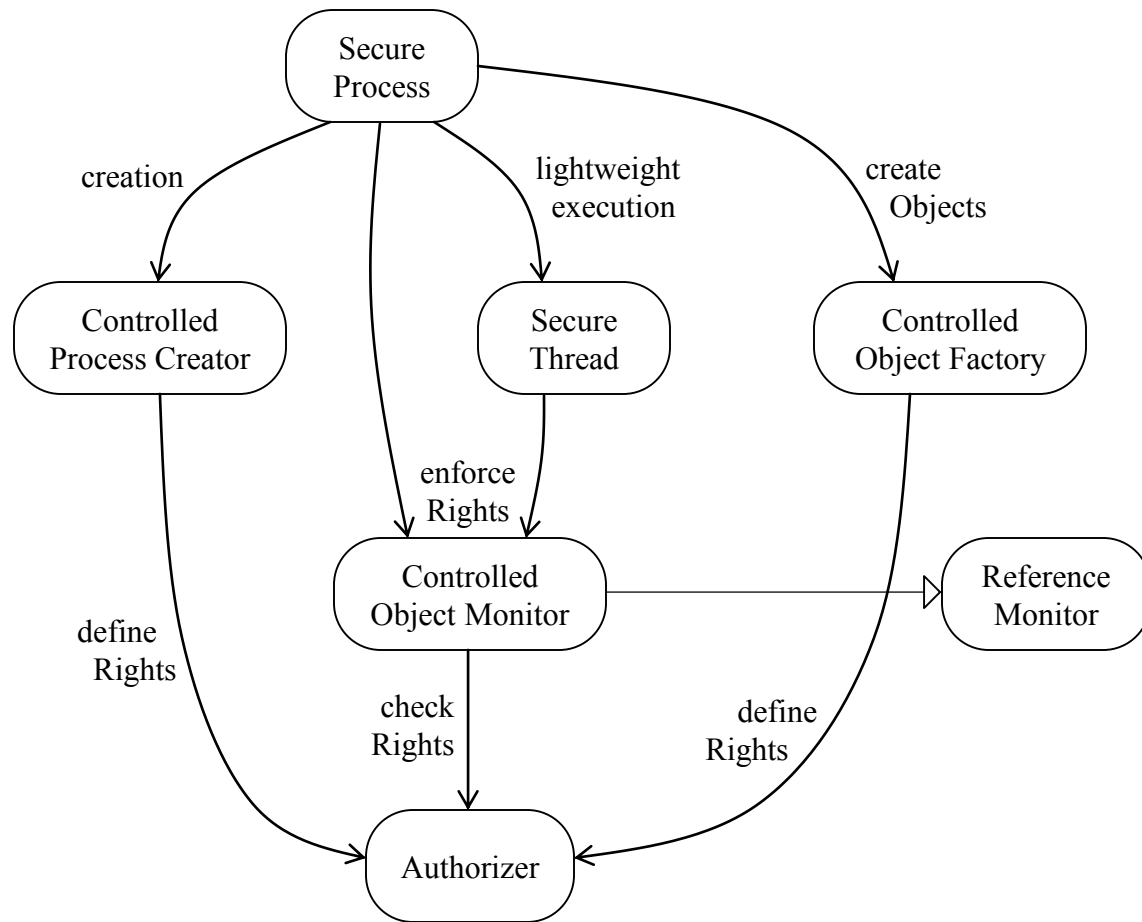 Secure
Process
creation
lightweight
execution
create
Objects
Controlled
Process Creator
Secure
Thread
Controlled
Object Factory
enforce
Rights
Controlled
Object Monitor
Reference
Monitor
define
Rights
check
Rights
define
Rights
Authorizer